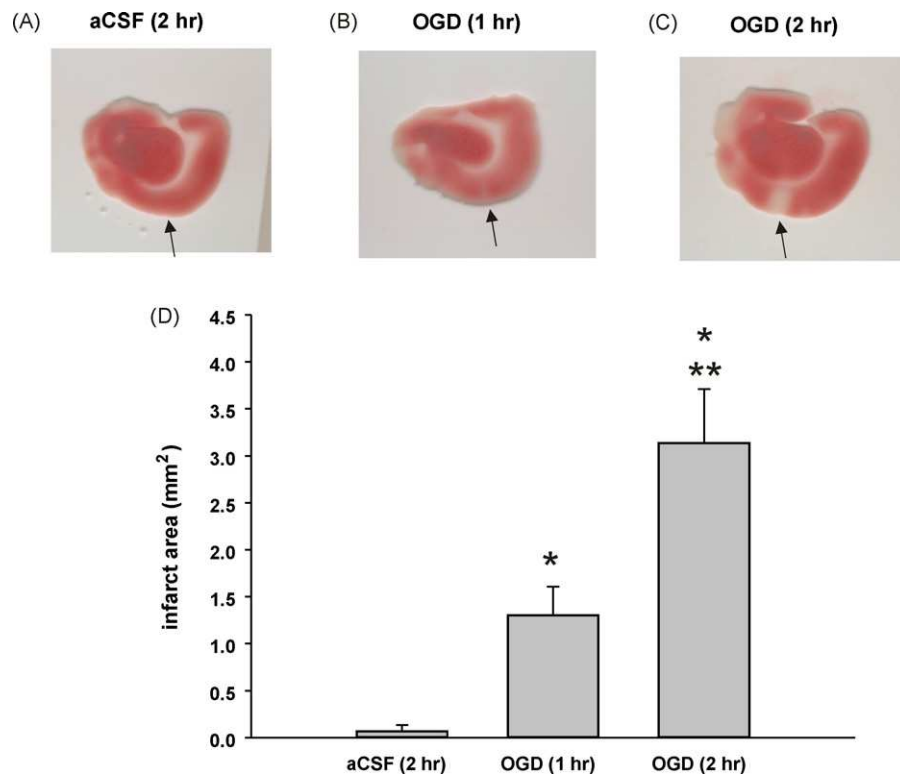 (A) aCSF (2 hr)
(B) OGD (1 hr)
(C) OGD (2 hr)
(D)
infarct area (mm²)
4.5
4.0
3.5
3.0
2.5
2.0
1.5
1.0
0.5
0.0
*
*
**
aCSF (2 hr) OGD (1 hr) OGD (2 hr)